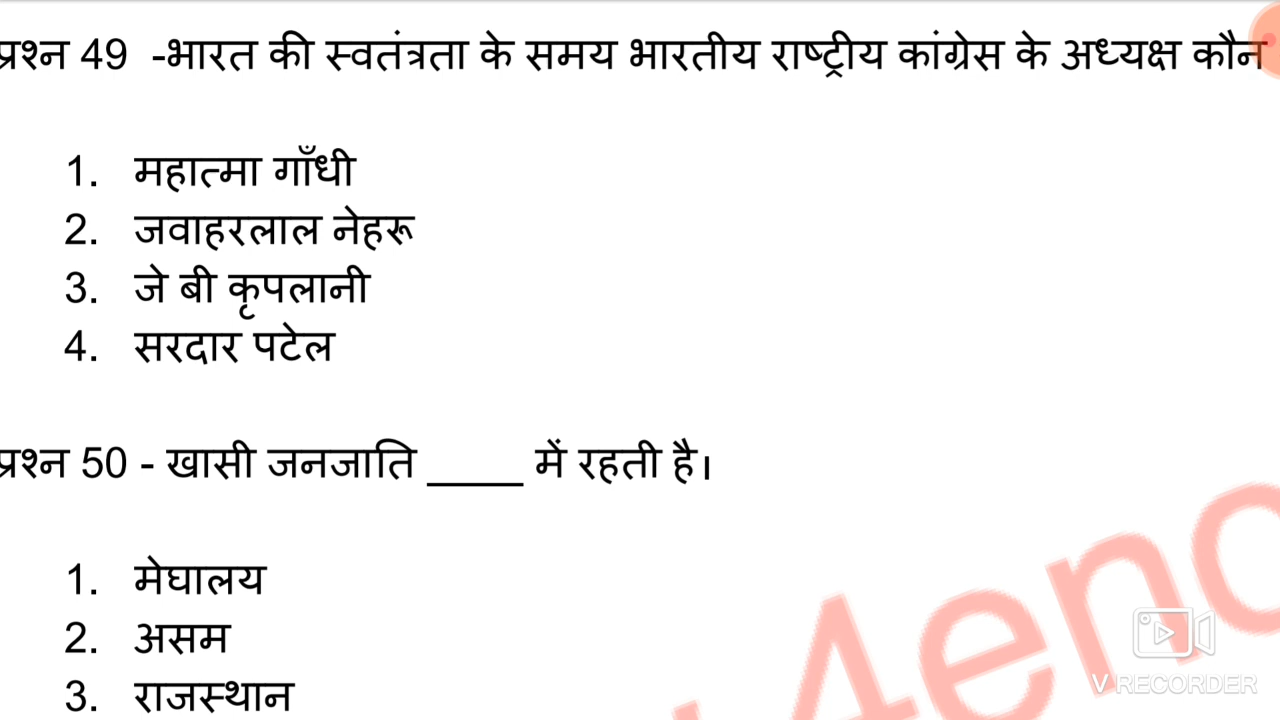 प्रश्न 49 -भारत की स्वतंत्रता के समय भारतीय राष्ट्रीय कांग्रेस के अध्यक्ष कौन
1. महात्मा गाँधी
2. जवाहरलाल नेहरू
3. जे बी कृपलानी
4. सरदार पटेल
प्रश्न 50 - खासी जनजाति ____ में रहती है।
1. मेघालय
2. असम
3. राजस्थान
V RECORDER